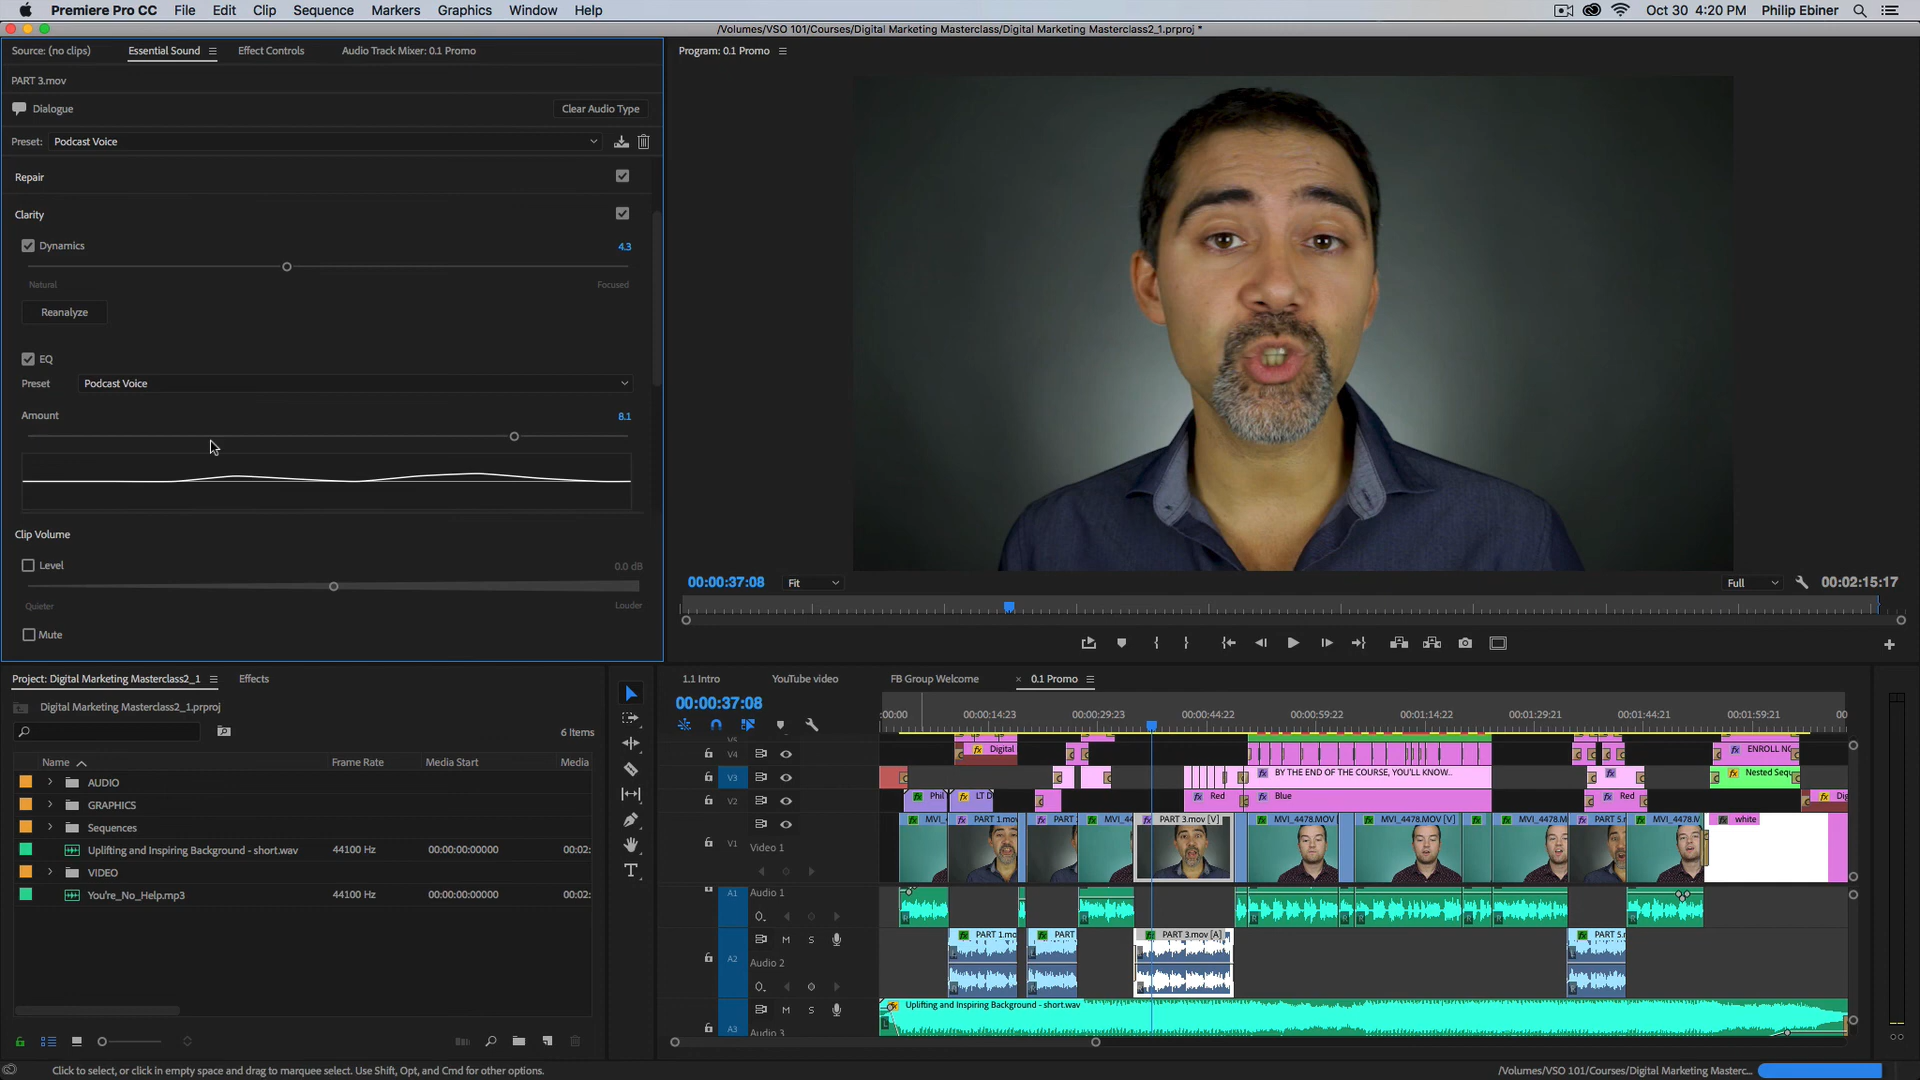 Premiere Pro CC File Edit Clip Sequence Markers Graphics Window Help Oct 30 4:20 PM Philip Ebiner
/Volumes/VSO 101/Courses/Digital Marketing Masterclass/Digital Marketing Masterclass2_1.prproj *
Source: (no clips) Essential Sound Effect Controls Audio Track Mixer: 0.1 Promo
Program: 0.1 Promo
PART 3.mov
Dialogue Clear Audio Type
Preset: Podcast Voice
Repair
Clarity
Dynamics 4.3
Natural Focused
Reanalyze
EQ
Preset Podcast Voice
Amount 8.1
Clip Volume
Level 0.0 dB
Quieter Louder
Mute
00:00:37:08 Fit Full 00:02:15:17
Project: Digital Marketing Masterclass2_1 Effects
Digital Marketing Masterclass2_1.prproj
6 Items
Name Frame Rate Media Start Media
AUDIO
GRAPHICS
Sequences
Uplifting and Inspiring Background - short.wav 44100 Hz 00:00:00:00000 00:02:
VIDEO
You're_No_Help.mp3 44100 Hz 00:00:00:00000 00:02:
1.1 Intro YouTube video FB Group Welcome × 0.1 Promo
00:00:37:08
:00:00 00:00:14:23 00:00:29:23 00:00:44:22 00:00:59:22 00:01:14:22 00:01:29:21 00:01:44:21 00:01:59:21 00
V4 Digital ENROLL NO
V3 BY THE END OF THE COURSE, YOU'LL KNOW... Nested Sequ
V2 Phil LT D Red Blue Red Dig
MVI_ PART 1.mov PART MVI_44 PART 3.mov [V] MVI_4478.MOV [ MVI_4478.MOV [V] MVI_4478.M PART 5.r MVI_4478.M white
V1 Video 1
A1 Audio 1
M S PART 1.mo PART PART 3.mov [A] PART 5.
A2 Audio 2
M S Uplifting and Inspiring Background - short.wav
A3 Audio 3
Click to select, or click in empty space and drag to marquee select. Use Shift, Opt, and Cmd for other options.
/Volumes/VSO 101/Courses/Digital Marketing Masterc...